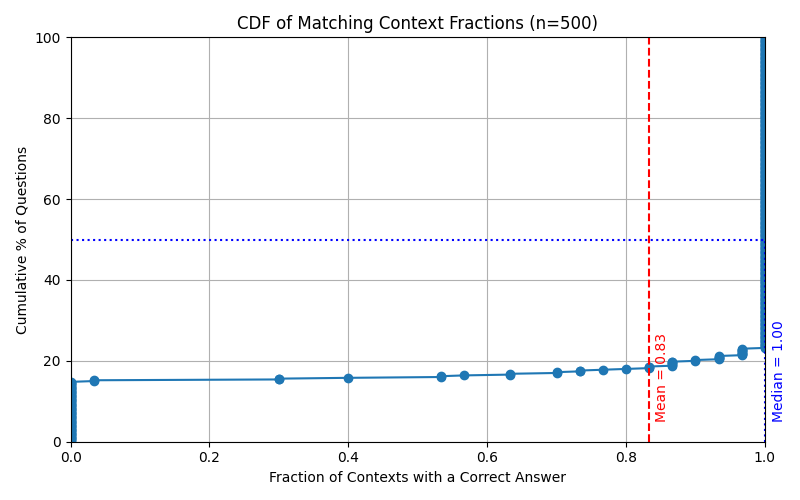 CDF of Matching Context Fractions (n=500)
Cumulative % of Questions
100
80
60
40
20
0
Mean = 0.83
Median = 1.00
0.0 0.2 0.4 0.6 0.8 1.0
Fraction of Contexts with a Correct Answer